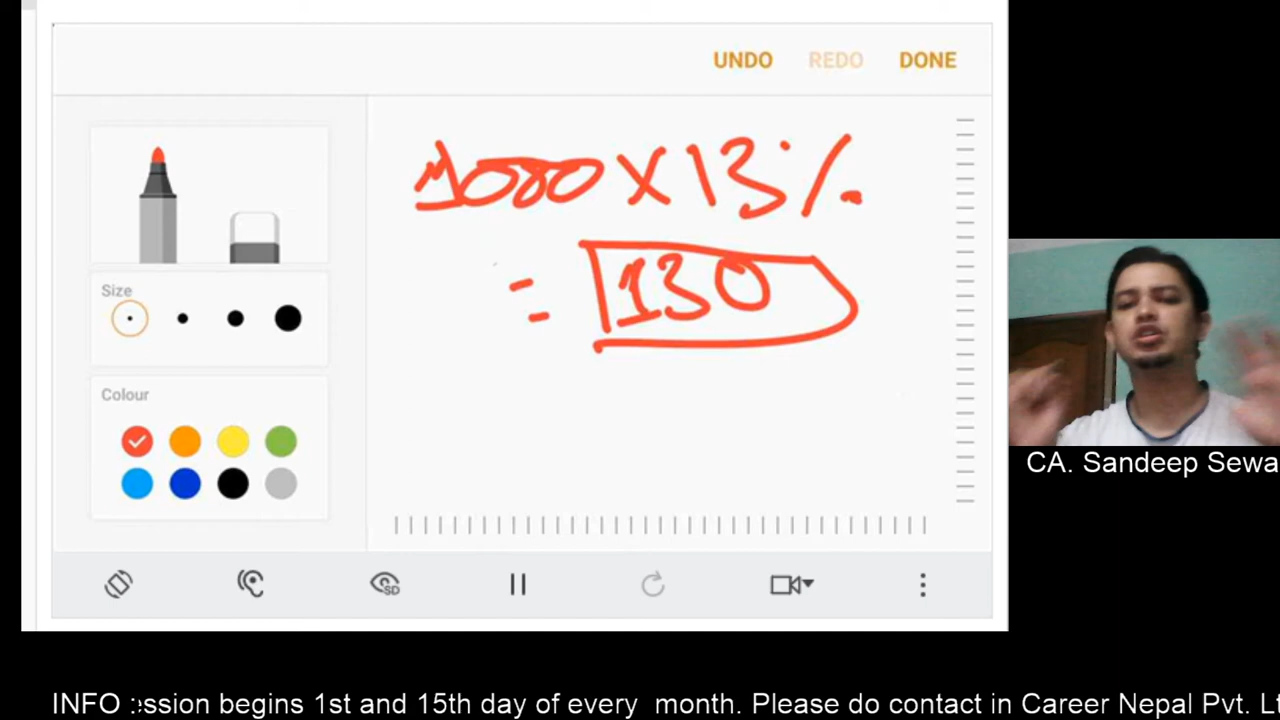 UNDO REDO DONE
1000 X 13%
= 130
Size
Colour
SD
CA. Sandeep Sewa
INFO :ssion begins 1st and 15th day of every month. Please do contact in Career Nepal Pvt. Lt